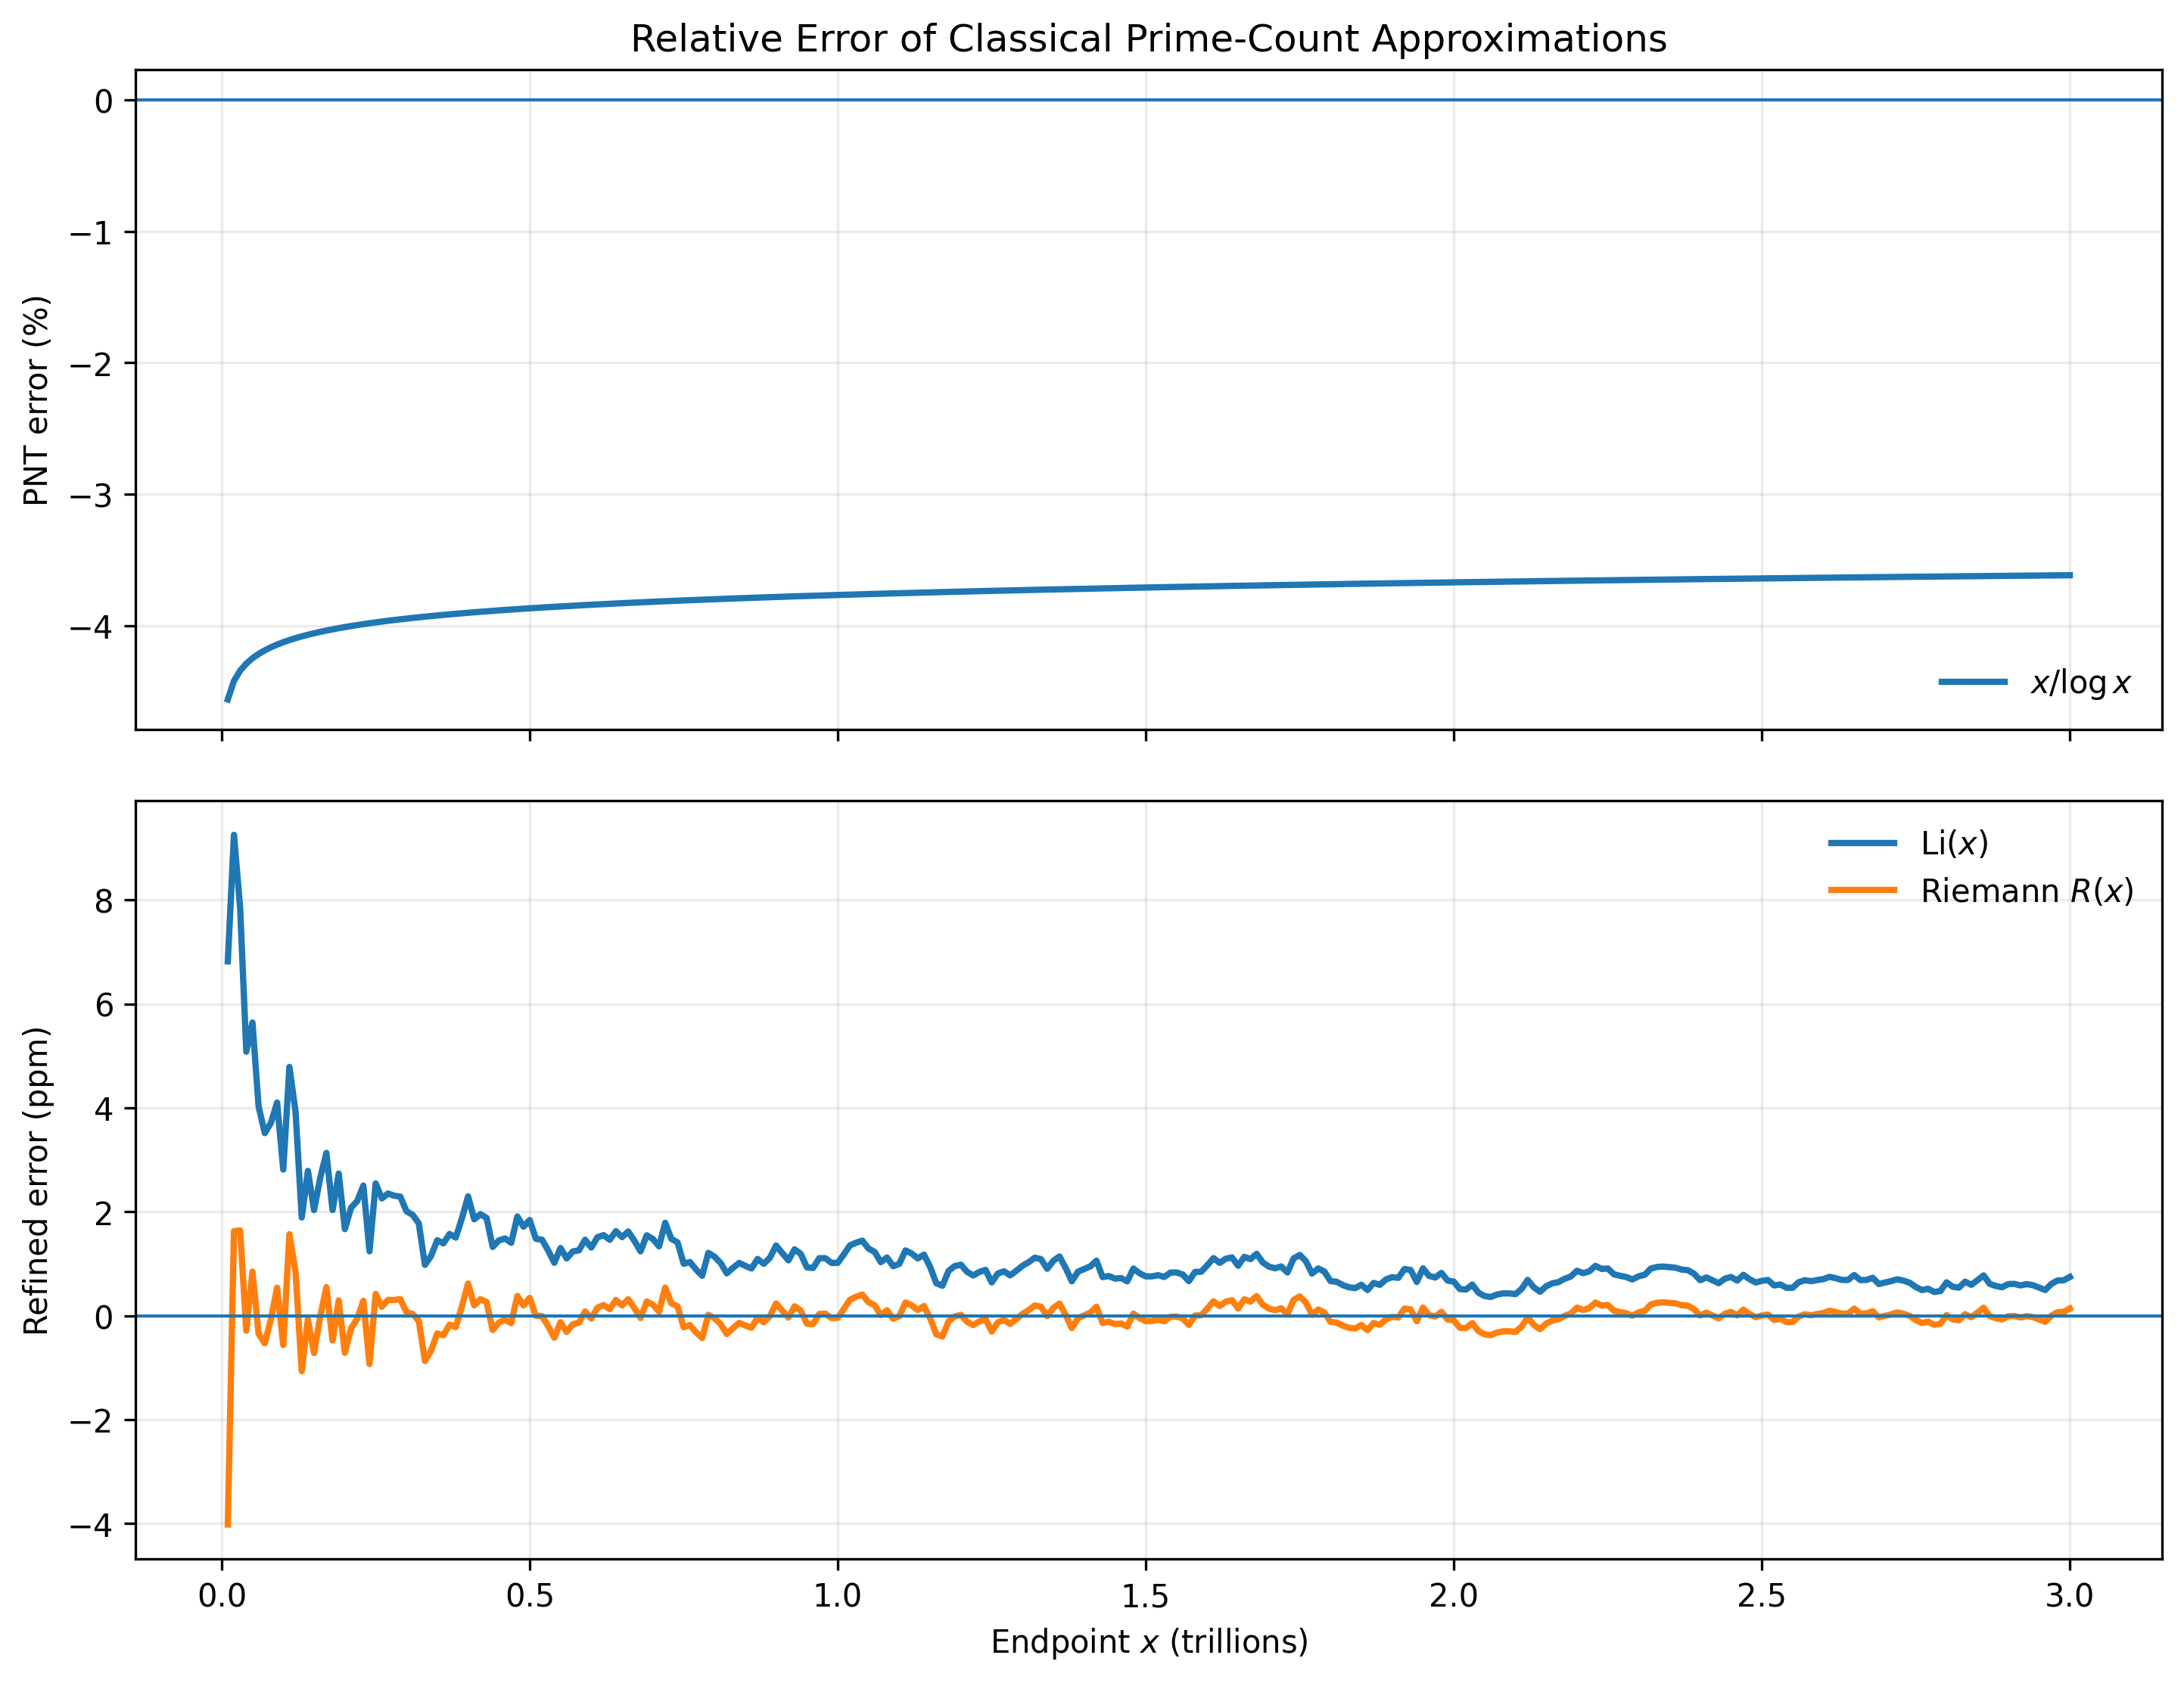 Relative Error of Classical Prime-Count Approximations
PNT error (%)
0
−1
−2
−3
−4
x/log x
Refined error (ppm)
8
6
4
2
0
−2
−4
Li(x)
Riemann R(x)
0.0 0.5 1.0 1.5 2.0 2.5 3.0
Endpoint x (trillions)